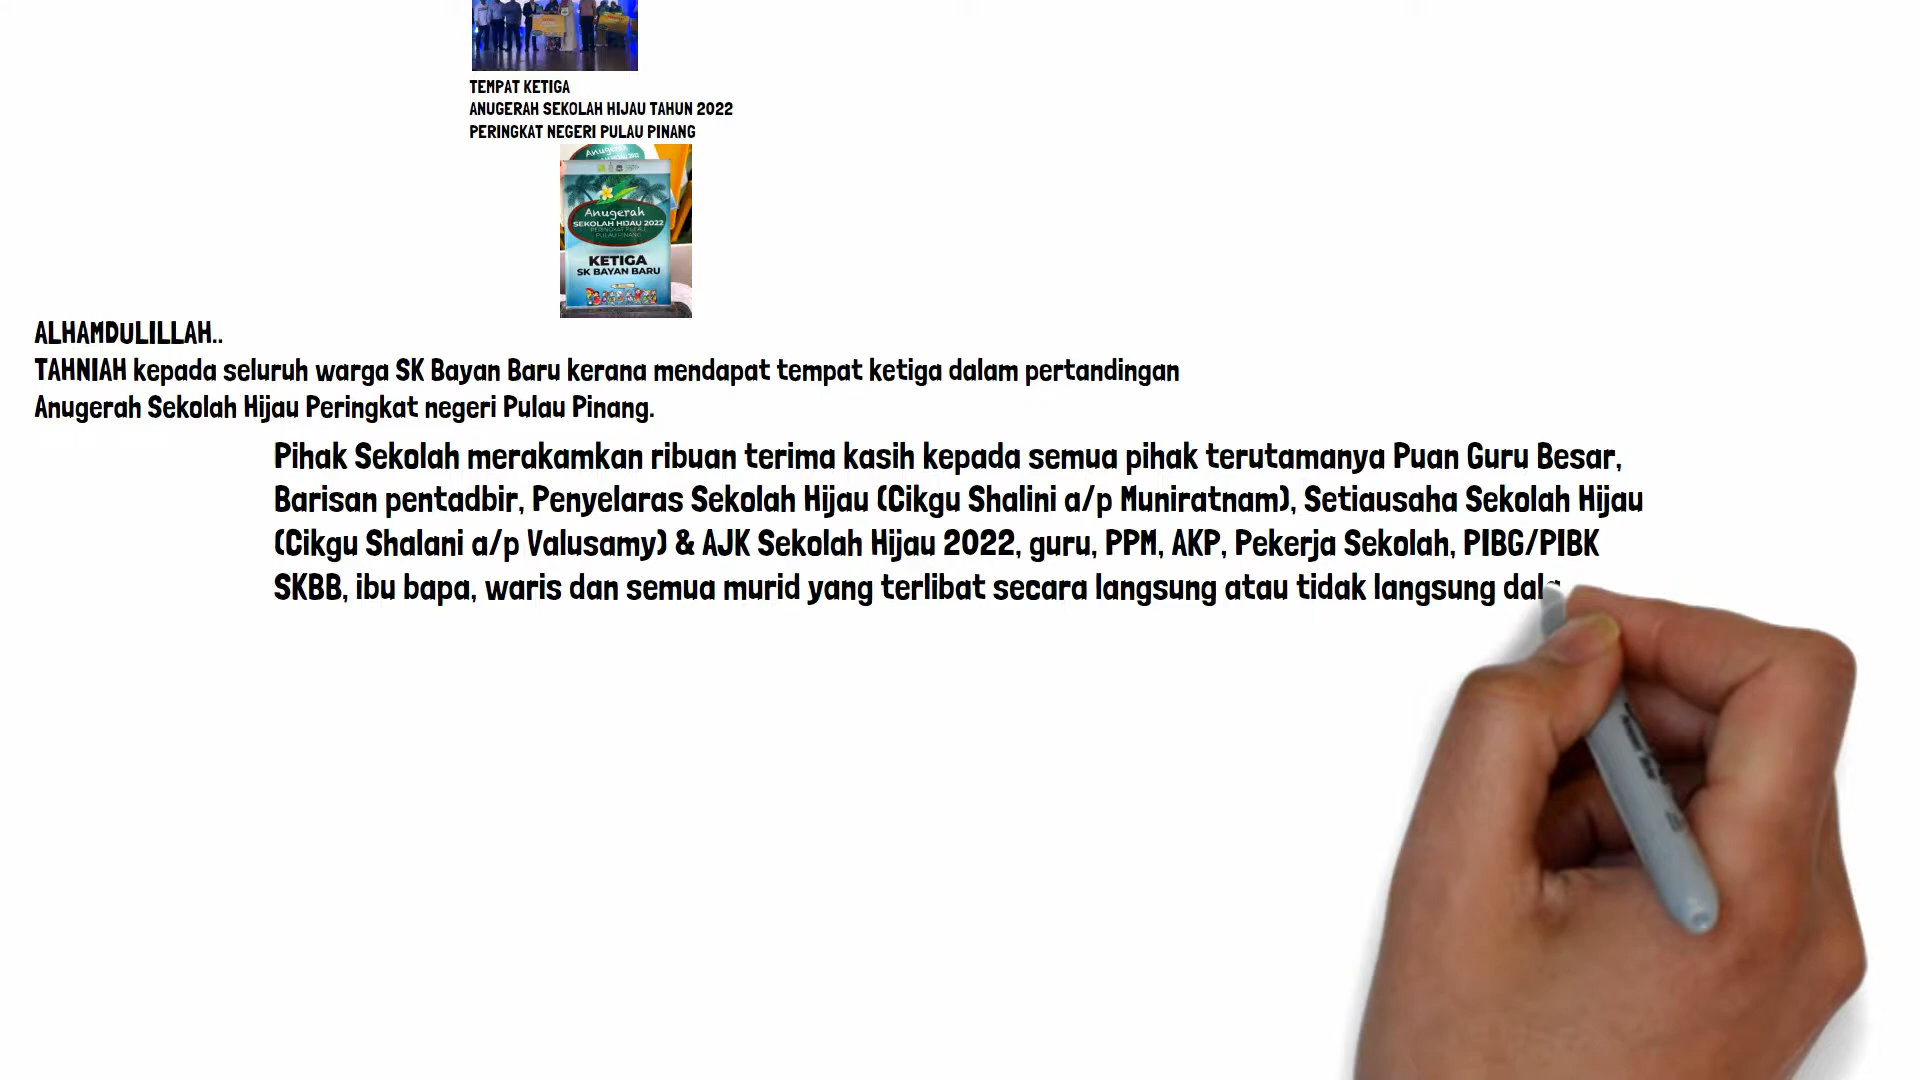 TEMPAT KETIGA
ANUGERAH SEKOLAH HIJAU TAHUN 2022
PERINGKAT NEGERI PULAU PINANG
Anugerah
Anugerah
SEKOLAH HIJAU 2022
PULAU PINANG
KETIGA
SK BAYAN BARU
ALHAMDULILLAH..
TAHNIAH kepada seluruh warga SK Bayan Baru kerana mendapat tempat ketiga dalam pertandingan
Anugerah Sekolah Hijau Peringkat negeri Pulau Pinang.
Pihak Sekolah merakamkan ribuan terima kasih kepada semua pihak terutamanya Puan Guru Besar,
Barisan pentadbir, Penyelaras Sekolah Hijau (Cikgu Shalini a/p Muniratnam), Setiausaha Sekolah Hijau
(Cikgu Shalani a/p Valusamy) & AJK Sekolah Hijau 2022, guru, PPM, AKP, Pekerja Sekolah, PIBG/PIBK
SKBB, ibu bapa, waris dan semua murid yang terlibat secara langsung atau tidak langsung dal